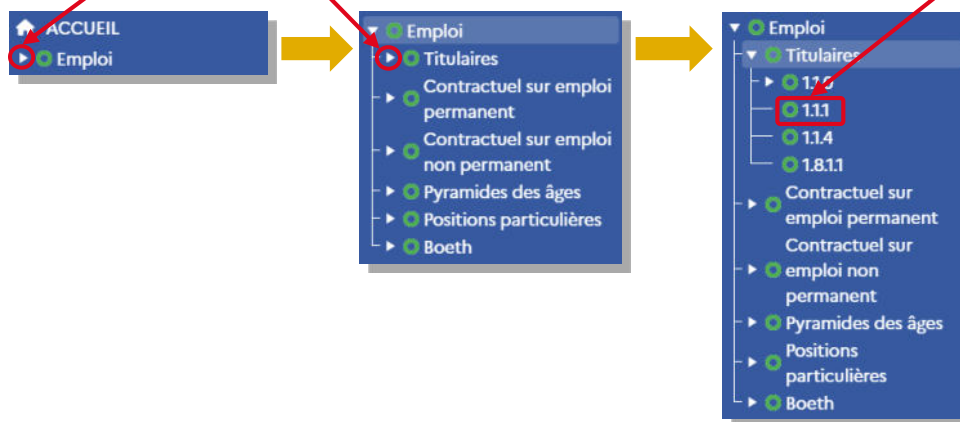 ACCUEIL
Emploi
Emploi
Titulaires
Contractuel sur emploi
permanent
Contractuel sur emploi
non permanent
Pyramides des âges
Positions particulières
Boeth
Emploi
Titulaires
1.1.0
1.1.1
1.1.4
1.8.1.1
Contractuel sur
emploi permanent
Contractuel sur
emploi non
permanent
Pyramides des âges
Positions
particulières
Boeth